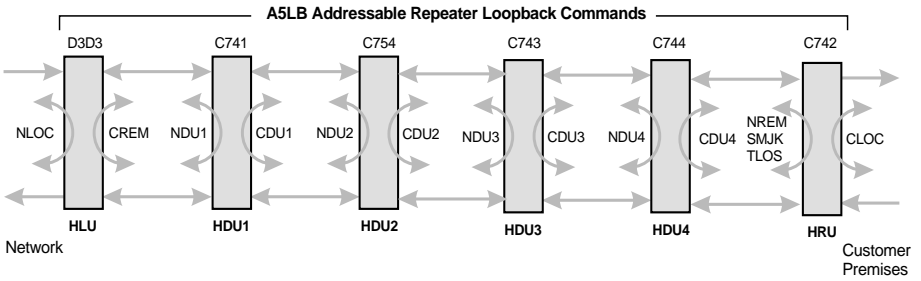 A5LB Addressable Repeater Loopback Commands
D3D3 C741 C754 C743 C744 C742
NLOC CREM NDU1 CDU1 NDU2 CDU2 NDU3 CDU3 NDU4 CDU4 NREM CLOC
SMJK
TLOS
HLU HDU1 HDU2 HDU3 HDU4 HRU
Network
Customer
Premises